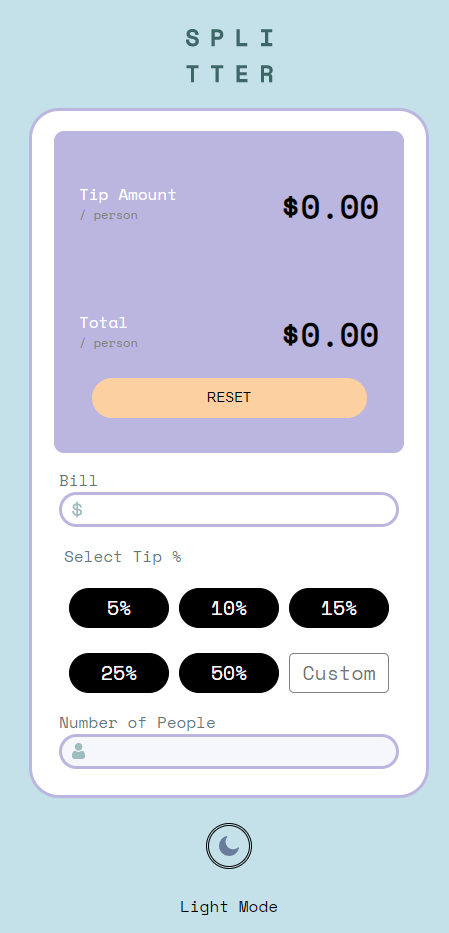 SPLI
TTER
Tip Amount
/ person
$0.00
Total
/ person
$0.00
RESET
Bill
$
Select Tip %
5% 10% 15%
25% 50% Custom
Number of People
Light Mode